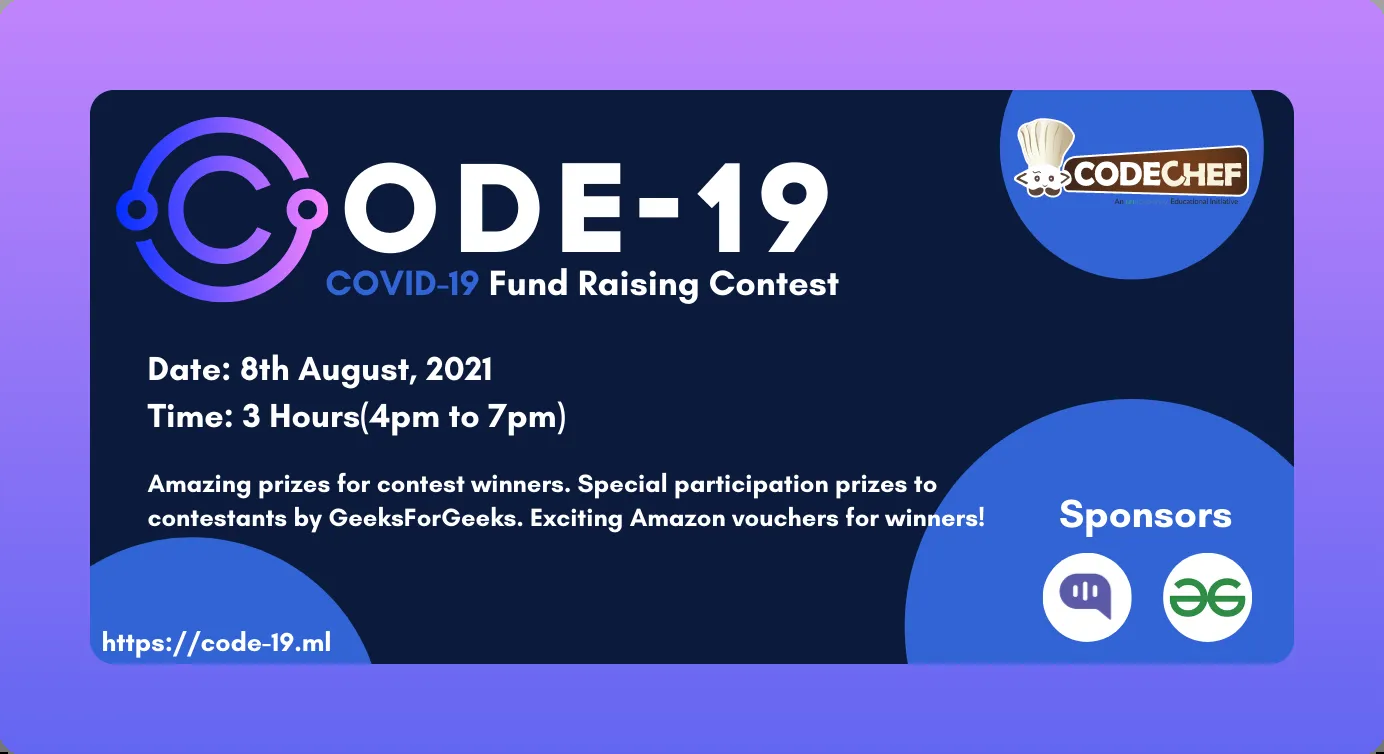 CODE-19
COVID-19 Fund Raising Contest
CODECHEF
Educational Initiative
Date: 8th August, 2021
Time: 3 Hours(4pm to 7pm)
Amazing prizes for contest winners. Special participation prizes to
contestants by GeeksForGeeks. Exciting Amazon vouchers for winners!
Sponsors
https://code-19.ml